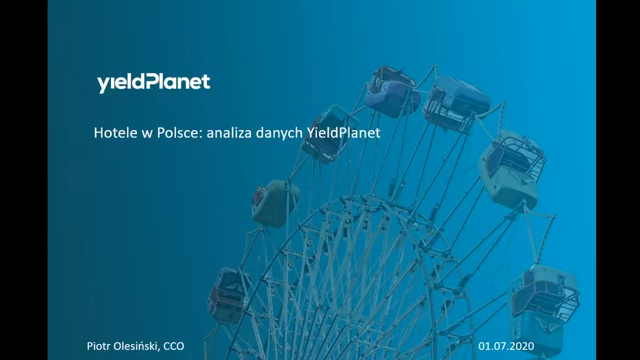 yieldPlanet
Hotele w Polsce: analiza danych YieldPlanet
Piotr Olesiński, CCO
01.07.2020